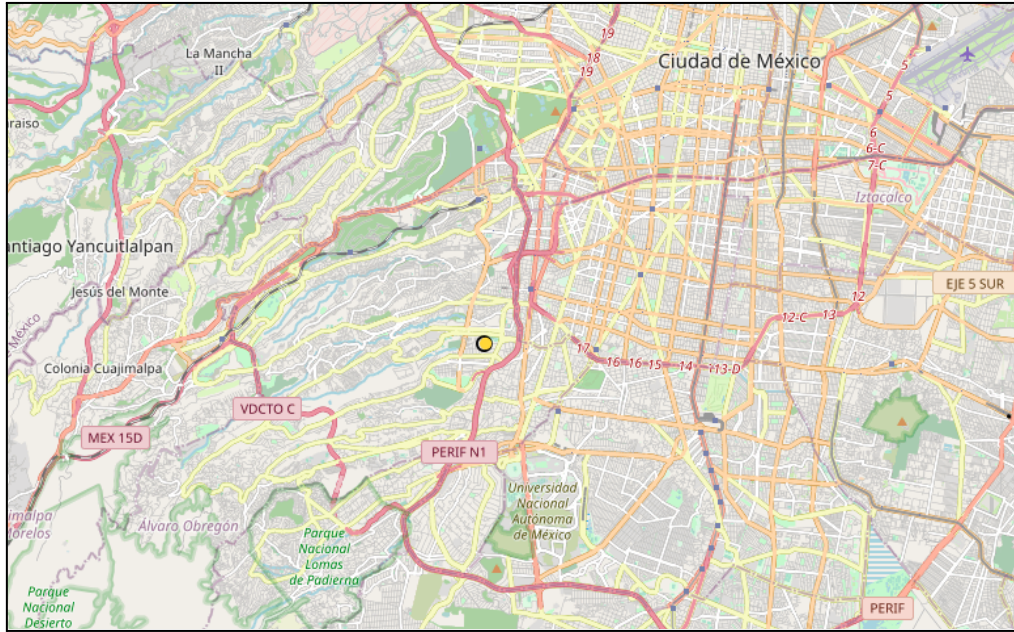 19
18
19
La Mancha
II
Ciudad de México
5
5
raiso
6
6-C
7-C
Iztacalco
antiago Yancuitlalpan
Jesús del Monte
EJE 5 SUR
12
12-C
13
17
16
16
15
14
13-D
Colonia Cuajimalpa
VDCTO C
MEX 15D
PERIF N1
Universidad
Nacional
Autónoma
de México
Álvaro Obregón
Parque
Nacional
Lomas
de Padierna
Parque
Nacional
Desierto
PERIF